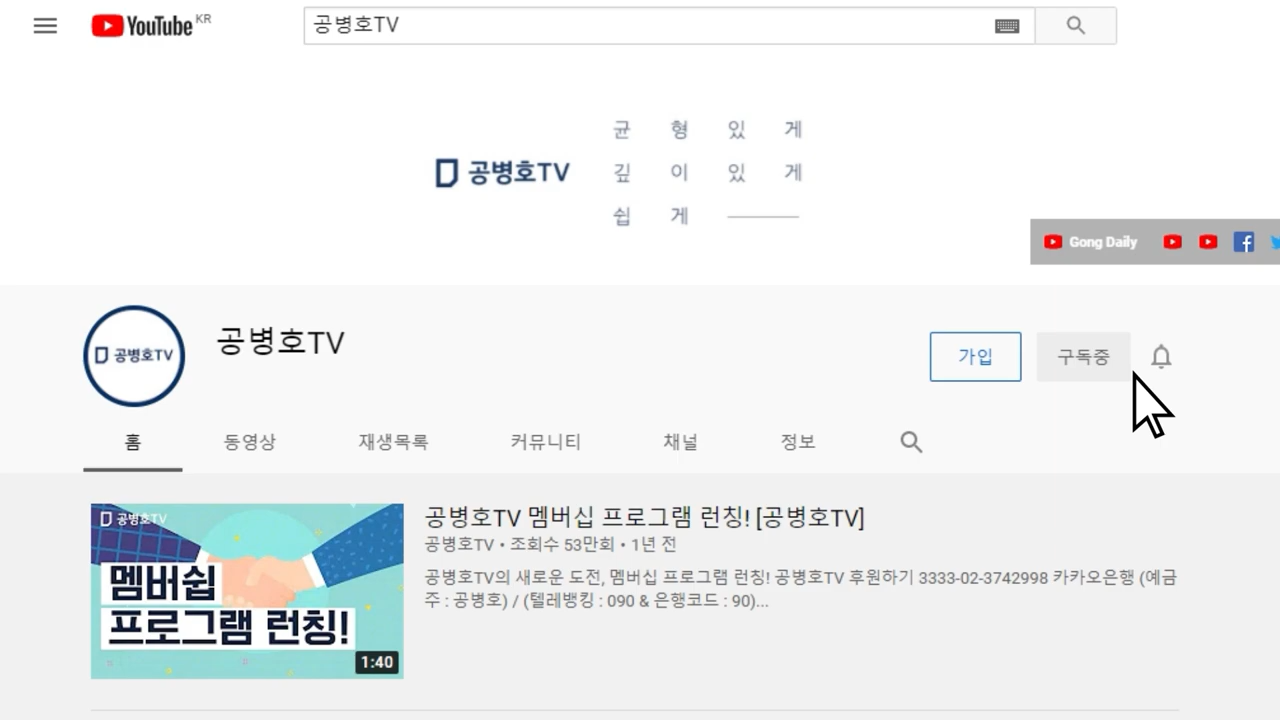 YouTube KR
공병호TV
균형있게
공병호TV
깊이있게
쉽게
Gong Daily
공병호TV
공병호TV
가입
구독중
홈
동영상
재생목록
커뮤니티
채널
정보
공병호TV
멤버쉽
프로그램 런칭!
1:40
공병호TV 멤버십 프로그램 런칭! [공병호TV]
공병호TV • 조회수 53만회 • 1년 전
공병호TV의 새로운 도전, 멤버십 프로그램 런칭! 공병호TV 후원하기 3333-02-3742998 카카오은행 (예금
주 : 공병호) / (텔레뱅킹 : 090 & 은행코드 : 90)...